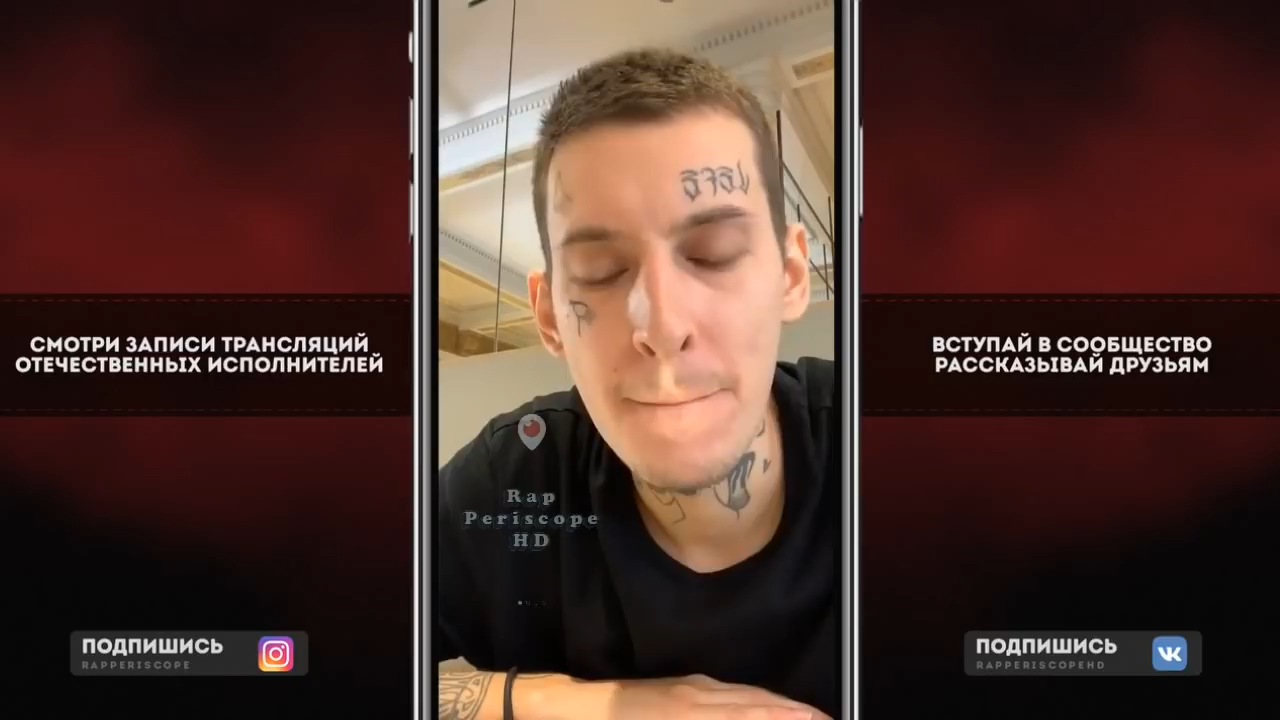 СМОТРИ ЗАПИСИ ТРАНСЛЯЦИЙ
ОТЕЧЕСТВЕННЫХ ИСПОЛНИТЕЛЕЙ
ВСТУПАЙ В СООБЩЕСТВО
РАССКАЗЫВАЙ ДРУЗЬЯМ
Rap
Periscope
HD
ПОДПИШИСЬ
RAPPERISCOPE
ПОДПИШИСЬ
RAPPERISCOPEHD